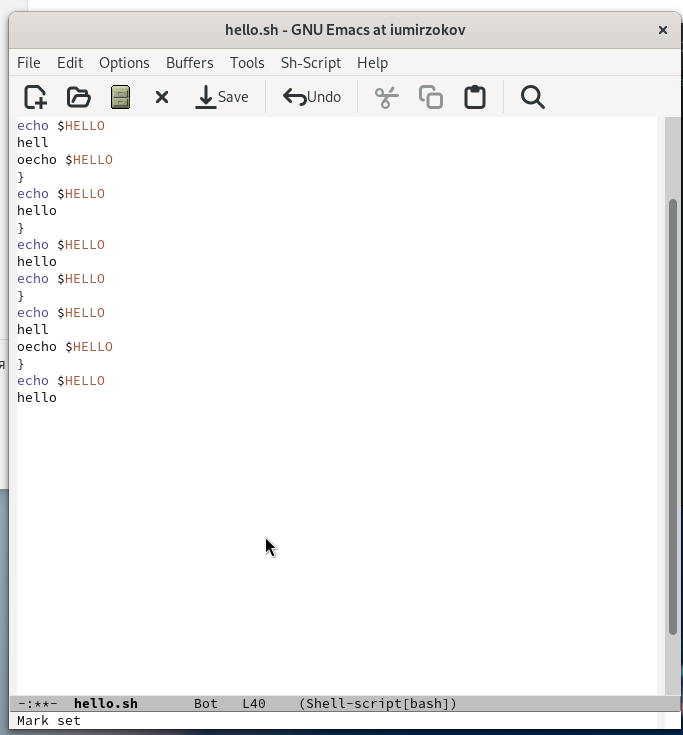 hello.sh - GNU Emacs at iumirzokov
File Edit Options Buffers Tools Sh-Script Help
Save Undo
echo $HELLO
hell
oecho $HELLO
}
echo $HELLO
hello
}
echo $HELLO
hello
echo $HELLO
}
echo $HELLO
hell
oecho $HELLO
}
echo $HELLO
hello
я
-:**- hello.sh Bot L40 (Shell-script[bash])
Mark set